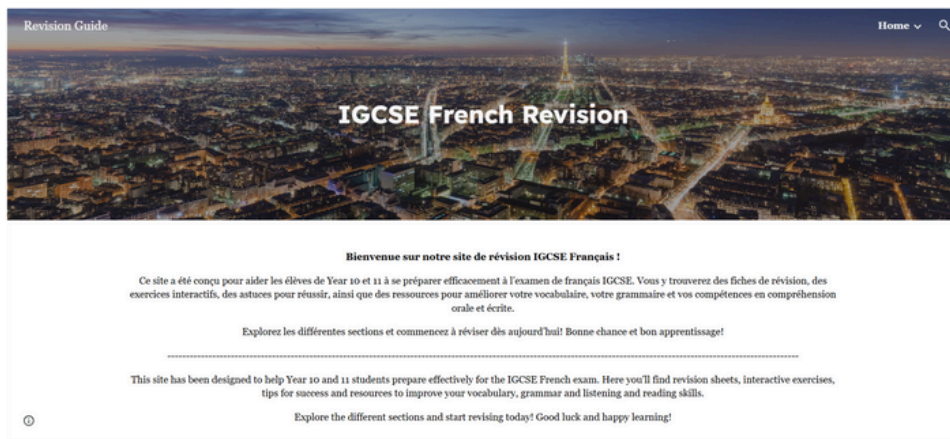 Revision Guide
Home
IGCSE French Revision
Bienvenue sur notre site de révision IGCSE Français !
Ce site a été conçu pour aider les élèves de Year 10 et 11 à se préparer efficacement à l'examen de français IGCSE. Vous y trouverez des fiches de révision, des
exercices interactifs, des astuces pour réussir, ainsi que des ressources pour améliorer votre vocabulaire, votre grammaire et vos compétences en compréhension
orale et écrite.
Explorez les différentes sections et commencez à réviser dès aujourd'hui! Bonne chance et bon apprentissage!
This site has been designed to help Year 10 and 11 students prepare effectively for the IGCSE French exam. Here you'll find revision sheets, interactive exercises,
tips for success and resources to improve your vocabulary, grammar and listening and reading skills.
Explore the different sections and start revising today! Good luck and happy learning!